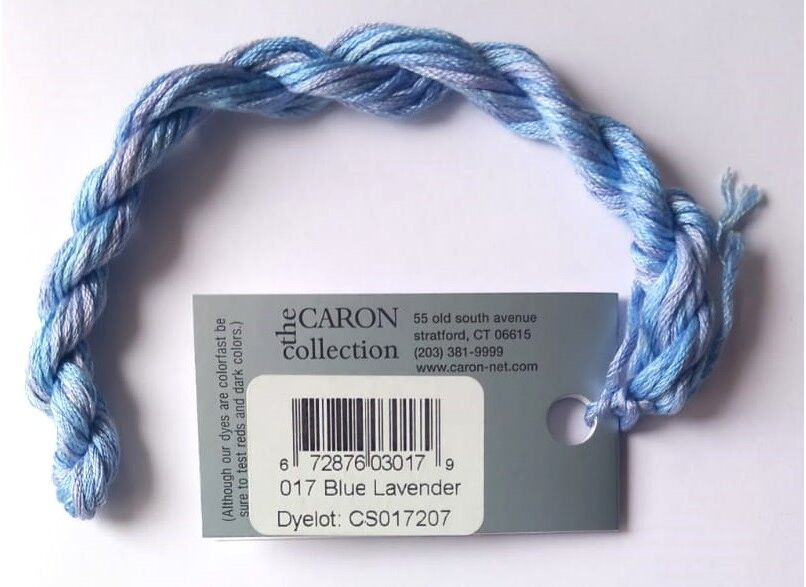 the CARON
collection
55 old south avenue
stratford, CT 06615
(203) 381-9999
www.caron-net.com
(Although our dyes are colorfast be
sure to test reds and dark colors.)
6 72876 03017 9
017 Blue Lavender
Dyelot: CS017207